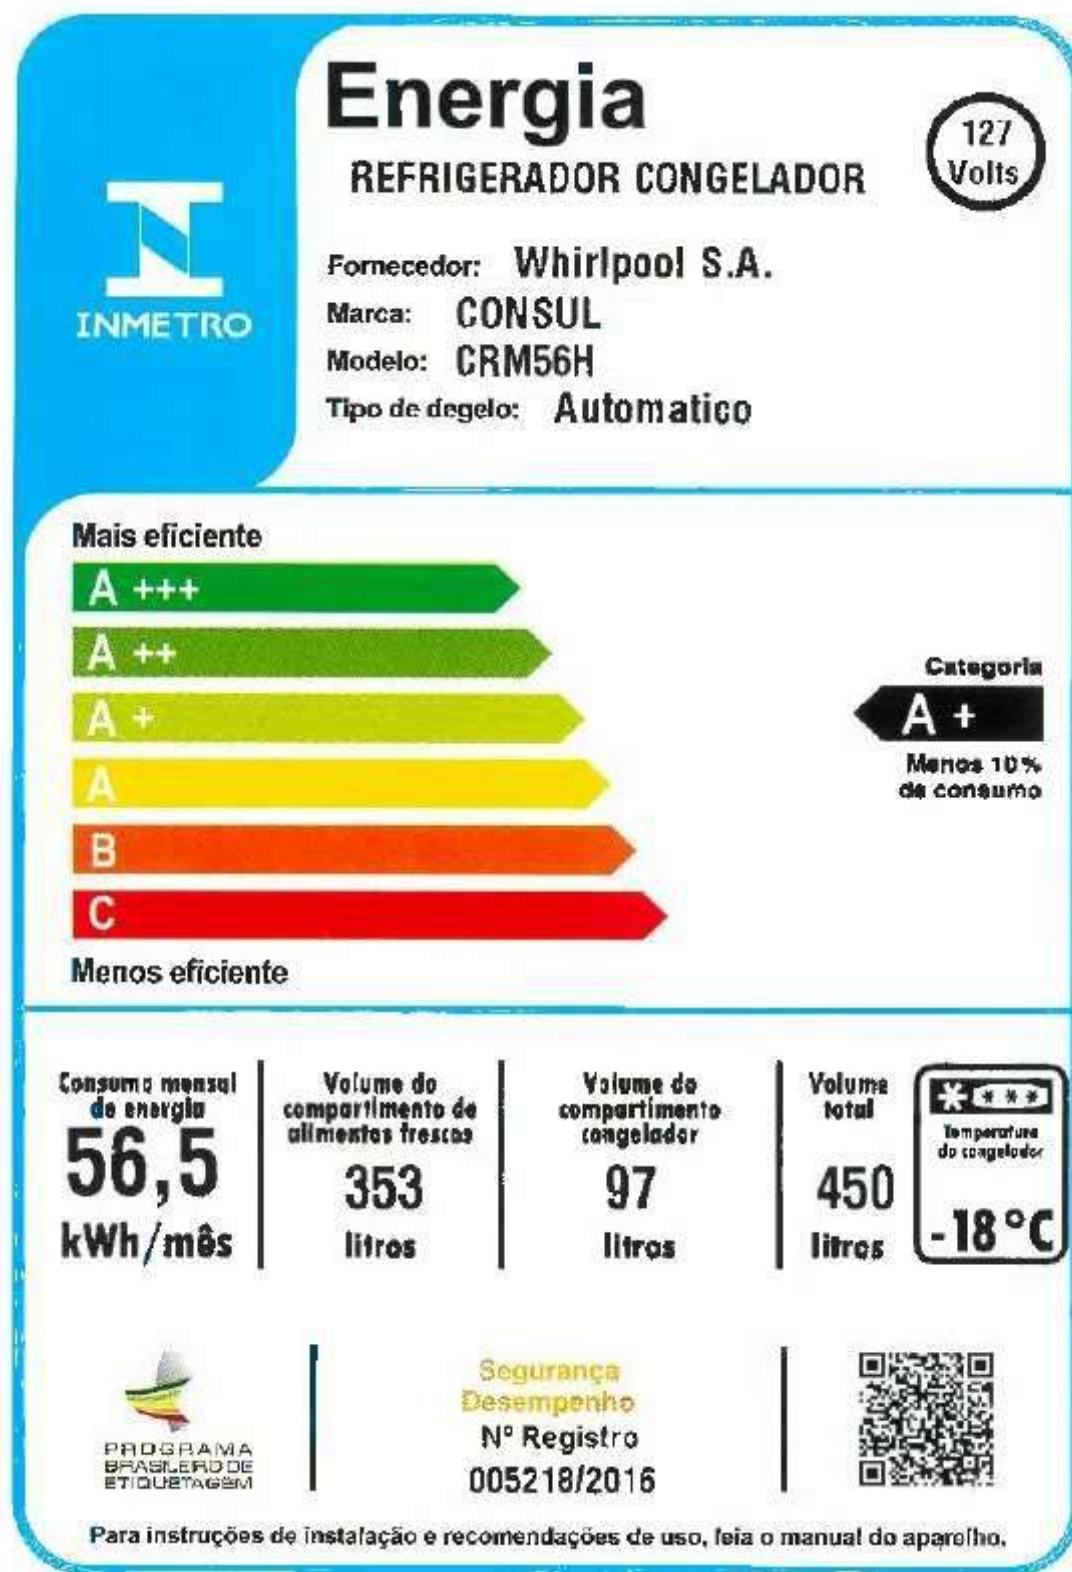 Energia
REFRIGERADOR CONGELADOR
127
Volts
INMETRO
Fornecedor: Whirlpool S.A.
Marca: CONSUL
Modelo: CRM56H
Tipo de degelo: Automatico
Mais eficiente
A +++
A ++
A +
A
B
C
Menos eficiente
Categoria
A +
Menos 10%
de consumo
Consumo mensal
de energia
56,5
kWh/mês
Volume do
compartimento de
alimentos frescos
353
litros
Volume do
compartimento
congelador
97
litros
Volume
total
450
litros
Temperatura
do congelador
-18°C
PROGRAMA
BRASILEIRO DE
ETIQUETAGEM
Segurança
Desempenho
Nº Registro
005218/2016
Para instruções de instalação e recomendações de uso, leia o manual do aparelho.